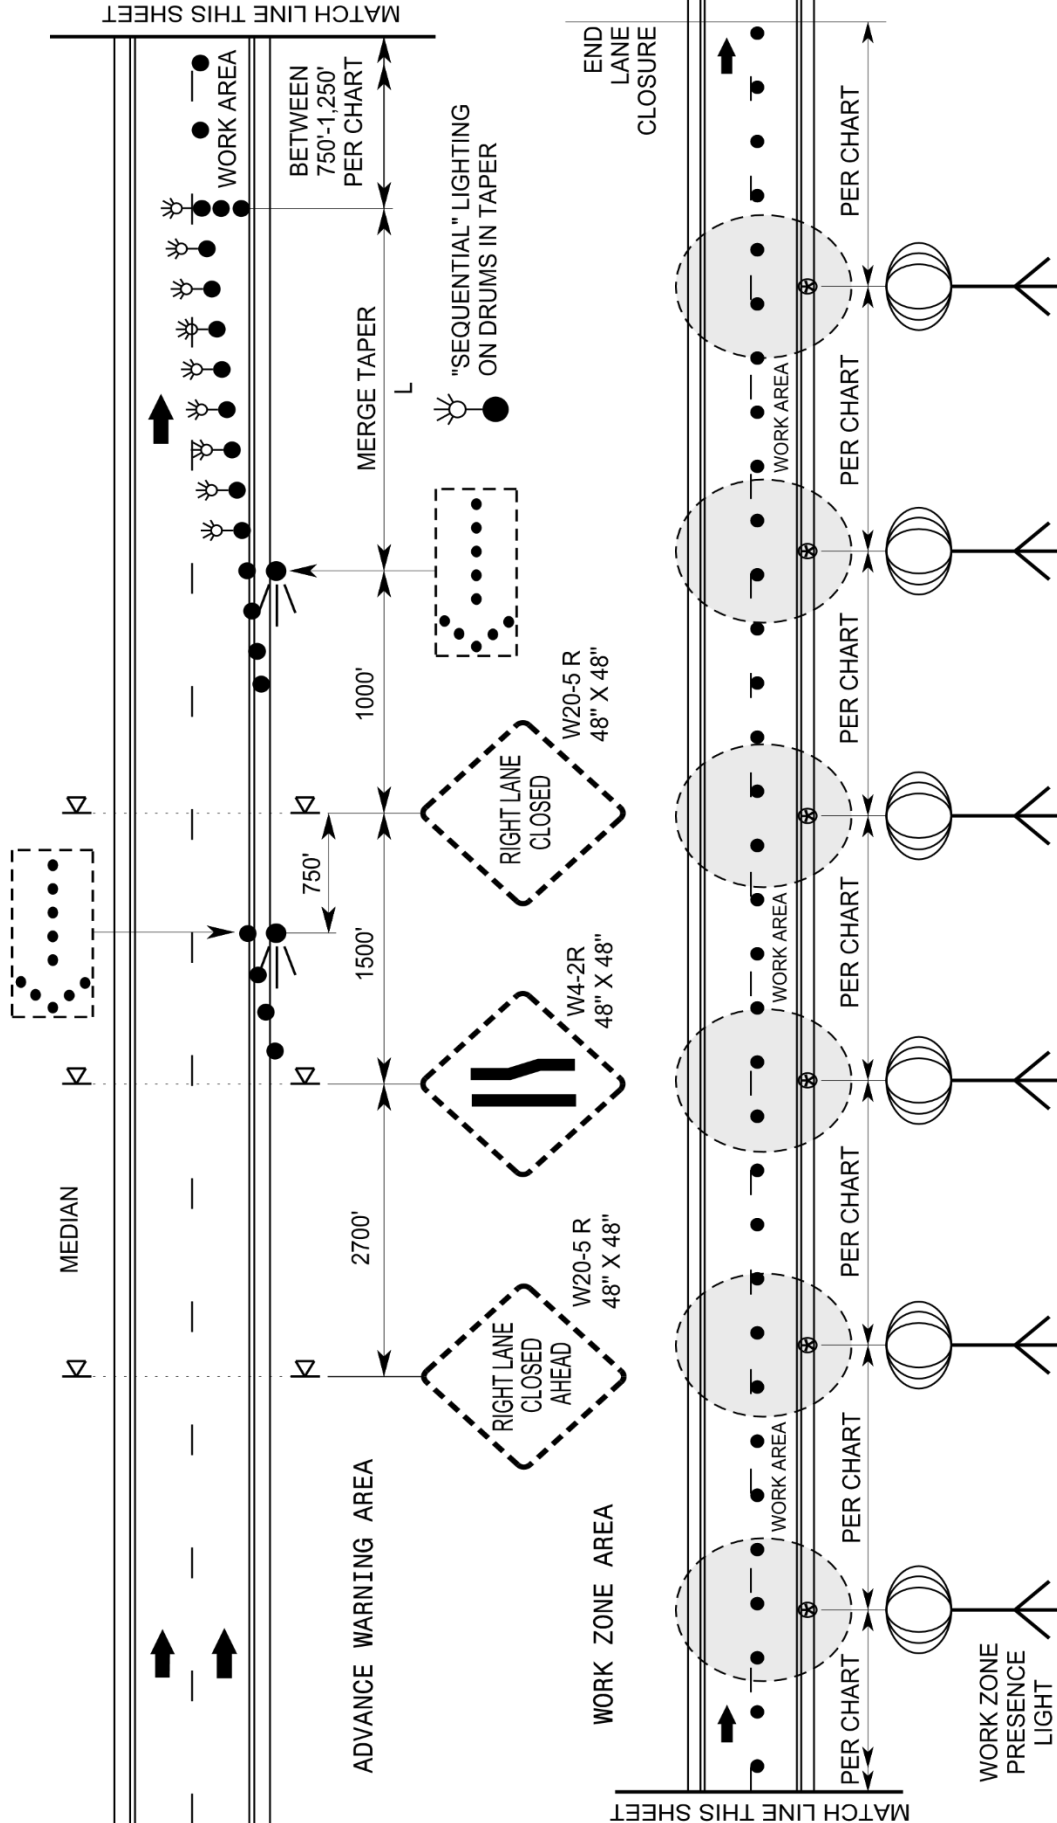 MATCH LINE THIS SHEET
MEDIAN
WORK AREA
BETWEEN
750'-1,250'
PER CHART
750'
2700'
1500'
1000'
MERGE TAPER
L
"SEQUENTIAL" LIGHTING
ON DRUMS IN TAPER
RIGHT LANE
CLOSED
AHEAD
W20-5 R
48" X 48"
W4-2R
48" X 48"
RIGHT LANE
CLOSED
W20-5 R
48" X 48"
ADVANCE WARNING AREA
WORK ZONE AREA
END
LANE
CLOSURE
MATCH LINE THIS SHEET
WORK AREA
WORK AREA
WORK AREA
PER CHART
PER CHART
PER CHART
PER CHART
PER CHART
PER CHART
PER CHART
WORK ZONE
PRESENCE
LIGHT